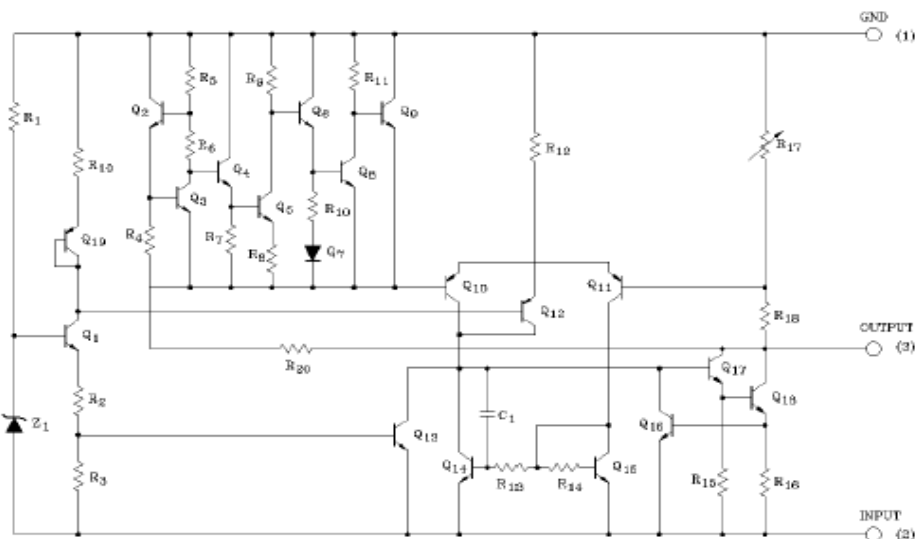 GND
(1)
R5
R9
R11
Q2
Q6
Q9
R1
R17
R6
R12
R10
Q4
Q3
Q5
Q8
R10
R4
R7
R8
Q7
Q19
Q10
Q11
Q12
R18
Q1
OUTPUT
(3)
R20
Q17
R2
Q18
C1
Z1
Q13
Q16
Q14
Q15
R3
R13
R14
R15
R16
INPUT
(2)